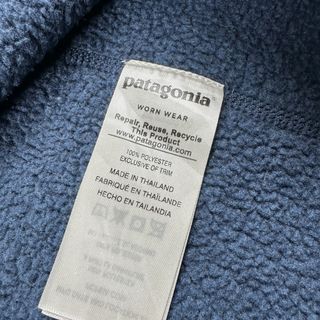 patagonia
WORN WEAR
Repair, Reuse, Recycle
This Product
www.patagonia.com
100% POLYESTER
EXCLUSIVE OF TRIM
MADE IN THAILAND
FABRIQUÉ EN THAÏLANDE
HECHO EN TAILANDIA